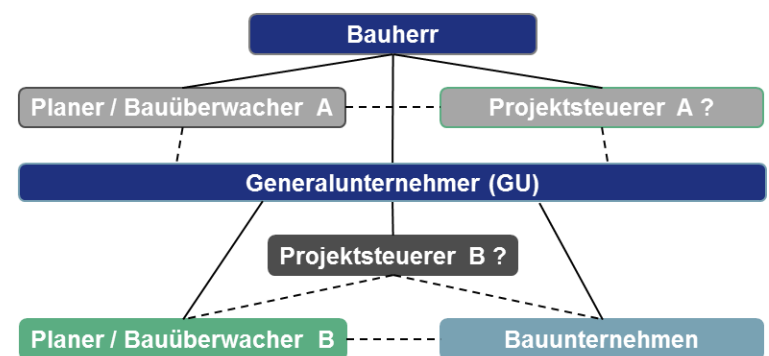 Bauherr
Planer / Bauüberwacher A
Projektsteuerer A ?
Generalunternehmer (GU)
Projektsteuerer B ?
Planer / Bauüberwacher B
Bauunternehmen